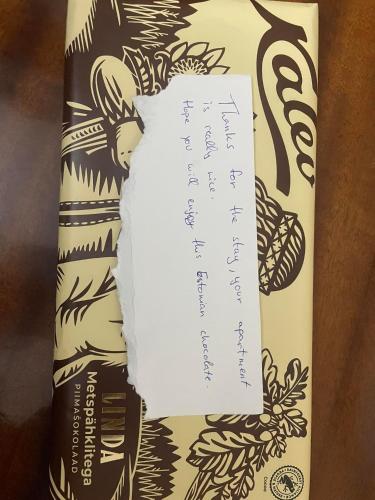 Kalev
Thanks for the stay, your apartment
is really nice.
Hope you will enjoy this Estonian chocolate.
LINDA
Metspähklitega
PIIMAŠOKOLAAD